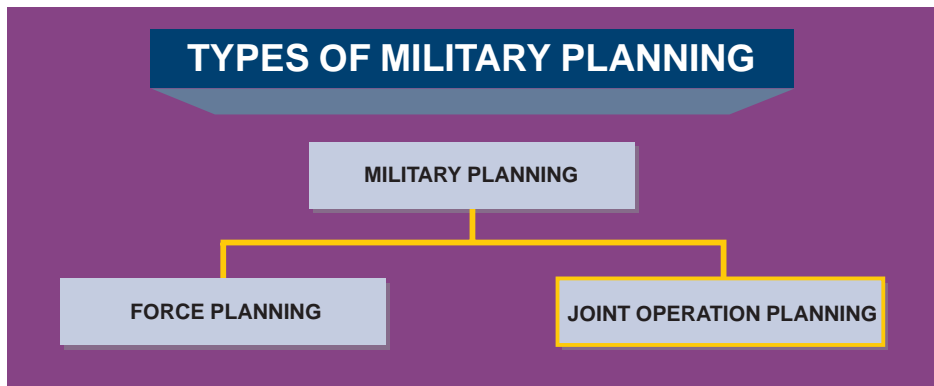 TYPES OF MILITARY PLANNING
MILITARY PLANNING
FORCE PLANNING
JOINT OPERATION PLANNING